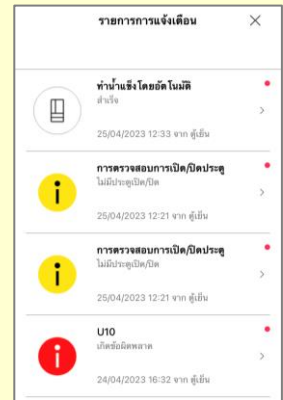 รายการการแจ้งเตือน
ทำน้ำแข็งโดยอัตโนมัติ
สำเร็จ
25/04/2023 12:33 จาก ตู้เย็น
การตรวจสอบการเปิด/ปิดประตู
ไม่มีประตูเปิด/ปิด
25/04/2023 12:21 จาก ตู้เย็น
การตรวจสอบการเปิด/ปิดประตู
ไม่มีประตูเปิด/ปิด
25/04/2023 12:21 จาก ตู้เย็น
U10
เกิดข้อผิดพลาด
24/04/2023 16:32 จาก ตู้เย็น